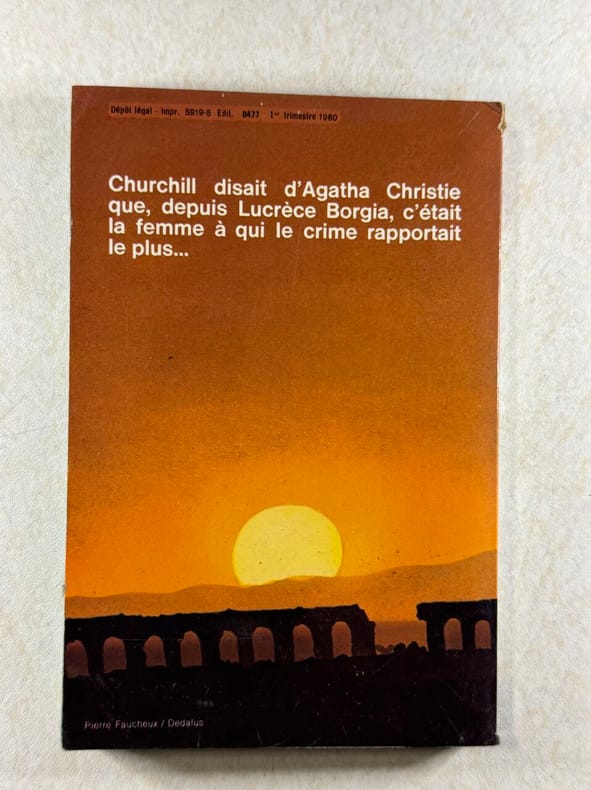 Dépôt légal - Impr. 5919-5 Edit. 9477 1er trimestre 1980
Churchill disait d'Agatha Christie
que, depuis Lucrèce Borgia, c'était
la femme à qui le crime rapportait
le plus...
Pierre Faucheux / Dedalus